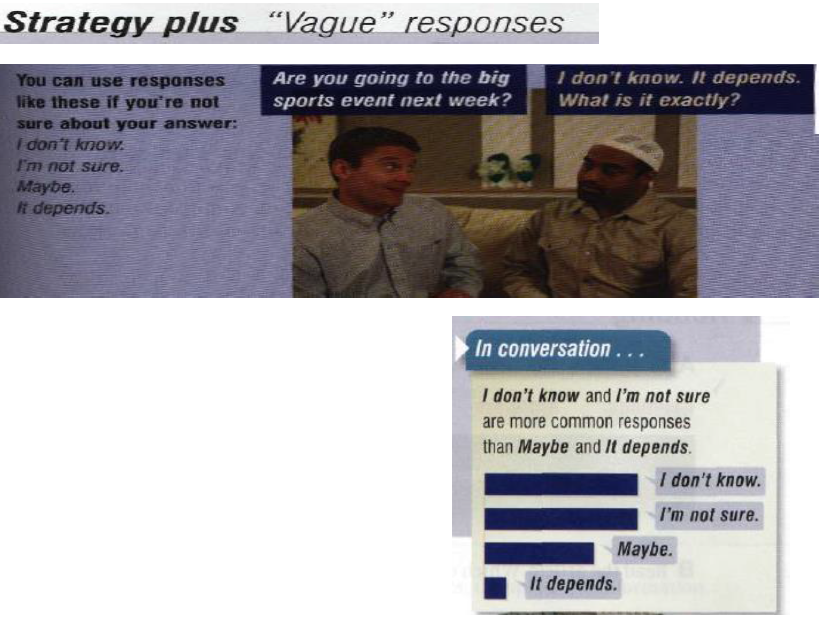 Strategy plus "Vague" responses
You can use responses
like these if you're not
sure about your answer:
I don't know.
I'm not sure.
Maybe.
It depends.
Are you going to the big
sports event next week?
I don't know. It depends.
What is it exactly?
In conversation . . .
I don't know and I'm not sure
are more common responses
than Maybe and It depends.
I don't know.
I'm not sure.
Maybe.
It depends.